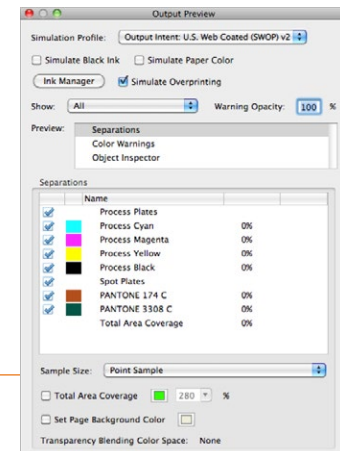 Output Preview
Simulation Profile: Output Intent: U.S. Web Coated (SWOP) v2
Simulate Black Ink Simulate Paper Color
Ink Manager Simulate Overprinting
Show: All Warning Opacity: 100 %
Preview: Separations
Color Warnings
Object Inspector
Separations
Name
Process Plates
Process Cyan 0%
Process Magenta 0%
Process Yellow 0%
Process Black 0%
Spot Plates
PANTONE 174 C 0%
PANTONE 3308 C 0%
Total Area Coverage 0%
Sample Size: Point Sample
Total Area Coverage 280 %
Set Page Background Color
Transparency Blending Color Space: None